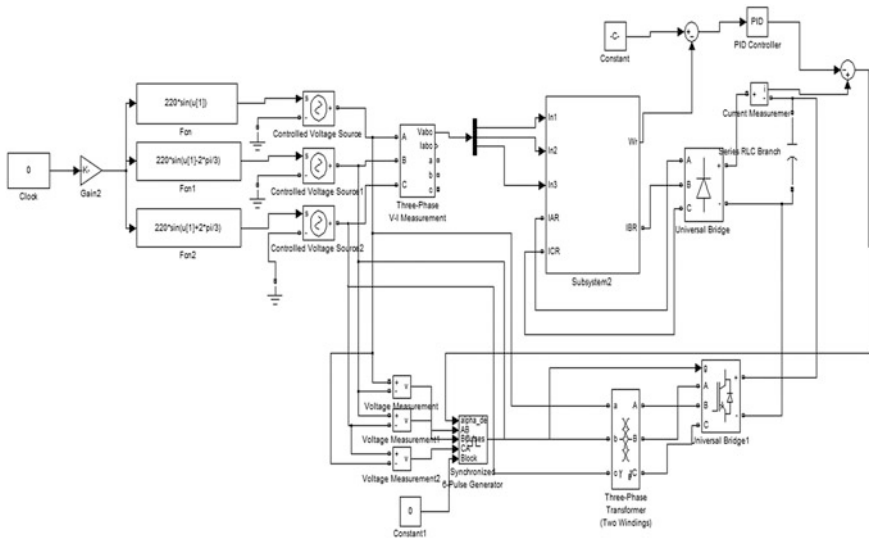 0
Clock
-K-
Gain2
220*sin(u[1])
Fcn
220*sin(u[1]-2*pi/3)
Fcn1
220*sin(u[1]+2*pi/3)
Fcn2
s
-
+
Controlled Voltage Source
s
-
+
Controlled Voltage Source1
s
-
+
Controlled Voltage Source2
A
B
C
Vabc
Iabc
a
b
c
Three-Phase
V-I Measurement
In1
In2
In3
IAR
ICR
Wr
IBR
Subsystem2
-C-
Constant
PID
PID Controller
+
i
-
Current Measurement
Series RLC Branch
A
B
C
+
-
Universal Bridge
+
-
v
Voltage Measurement
+
-
v
Voltage Measurement1
+
-
v
Voltage Measurement2
alpha_de
AB
CA
Block
Synchronized
6-Pulse Generator
0
Constant1
a
b
c
A
B
C
Three-Phase
Transformer
(Two Windings)
g
A
B
C
+
-
Universal Bridge1